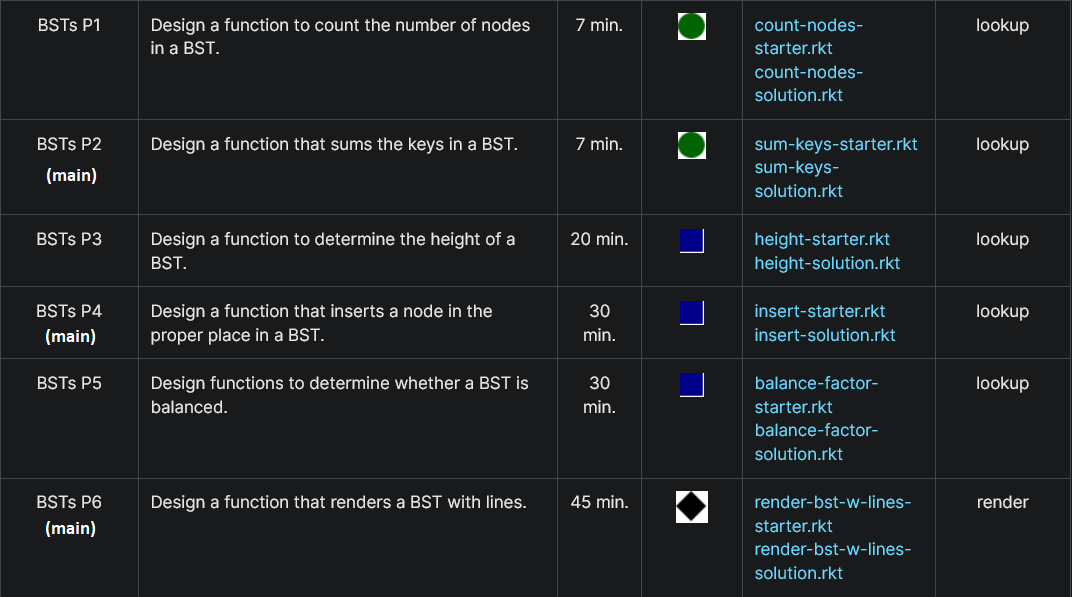 BSTs P1
Design a function to count the number of nodes
in a BST.
7 min.
count-nodes-
starter.rkt
count-nodes-
solution.rkt
lookup
BSTs P2
(main)
Design a function that sums the keys in a BST.
7 min.
sum-keys-starter.rkt
sum-keys-
solution.rkt
lookup
BSTs P3
Design a function to determine the height of a
BST.
20 min.
height-starter.rkt
height-solution.rkt
lookup
BSTs P4
(main)
Design a function that inserts a node in the
proper place in a BST.
30
min.
insert-starter.rkt
insert-solution.rkt
lookup
BSTs P5
Design functions to determine whether a BST is
balanced.
30
min.
balance-factor-
starter.rkt
balance-factor-
solution.rkt
lookup
BSTs P6
(main)
Design a function that renders a BST with lines.
45 min.
render-bst-w-lines-
starter.rkt
render-bst-w-lines-
solution.rkt
render